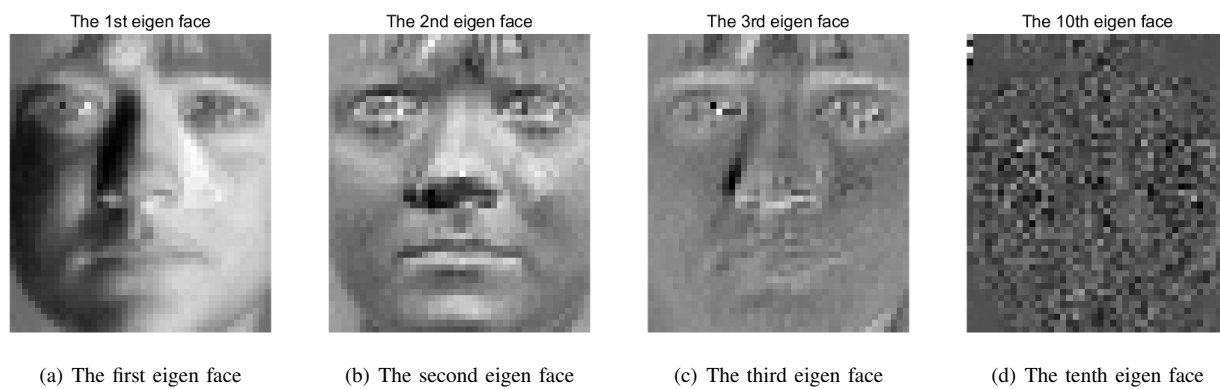 The 1st eigen face
The 2nd eigen face
The 3rd eigen face
The 10th eigen face
(a) The first eigen face
(b) The second eigen face
(c) The third eigen face
(d) The tenth eigen face